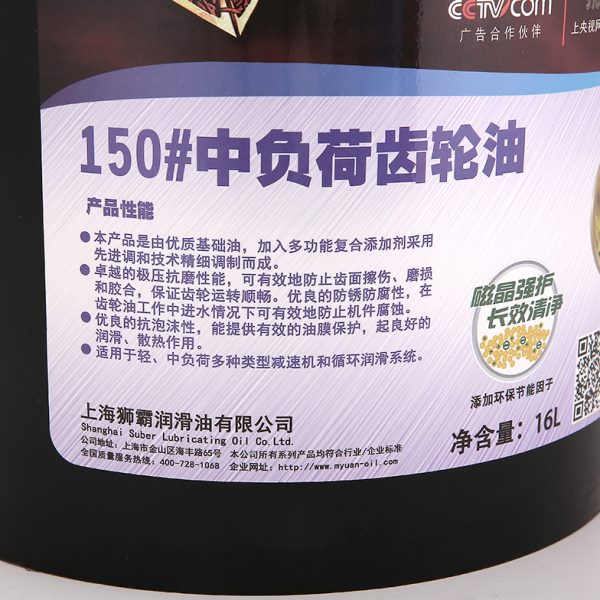 CCTV.com
广告合作伙伴
上央视网
150#中负荷齿轮油
产品性能
●本产品是由优质基础油，加入多功能复合添加剂采用
先进调和技术精细调制而成。
●卓越的极压抗磨性能，可有效地防止齿面擦伤、磨损
和胶合，保证齿轮运转顺畅。优良的防锈防腐性，在
齿轮油工作中进水情况下可有效地防止机件腐蚀。
●优良的抗泡沫性，能提供有效的油膜保护，起良好的
润滑、散热作用。
●适用于轻、中负荷多种类型减速机和循环润滑系统。
磁晶强护
长效清净
添加环保节能因子
净含量：16L
上海狮霸润滑油有限公司
Shanghai Suber Lubricating Oil Co.Ltd.
公司地址：上海市金山区海丰路65号 本公司所有系列产品均符合行业/企业标准
全国质量服务热线：400-728-1068 企业网址：http://www.myuan-oil.com